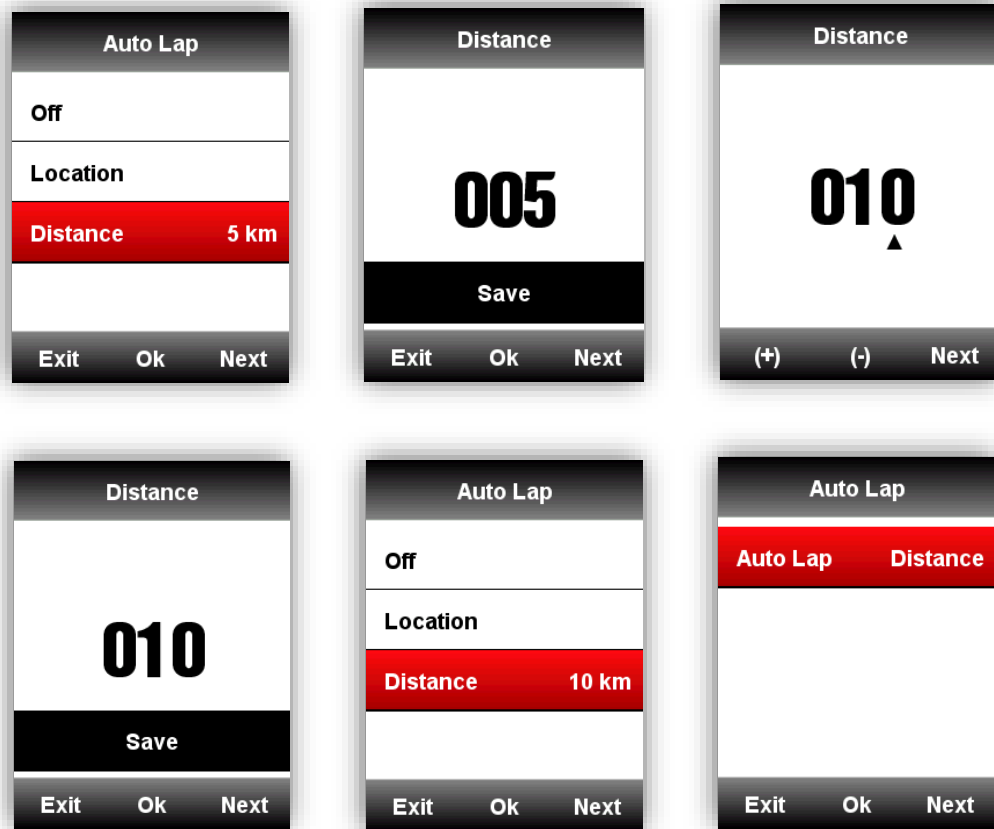 Auto Lap
Off
Location
Distance 5 km
Exit Ok Next
Distance
005
Save
Exit Ok Next
Distance
010
▲
(+) (-) Next
Distance
010
Save
Exit Ok Next
Auto Lap
Off
Location
Distance 10 km
Exit Ok Next
Auto Lap
Auto Lap Distance
Exit Ok Next